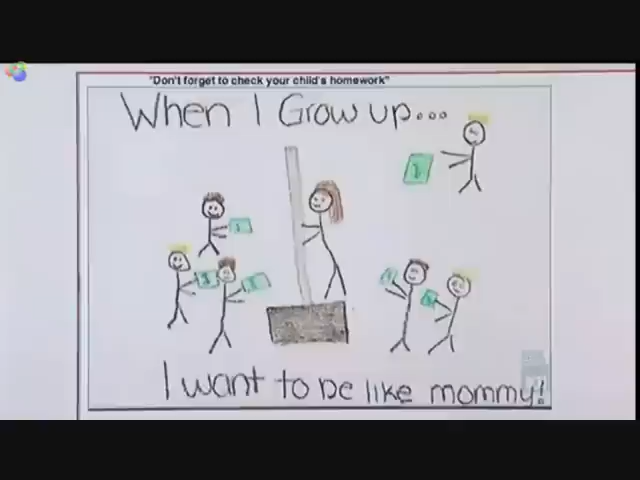 "Don't forget to check your child's homework"
When I Grow up...
I want to be like mommy!